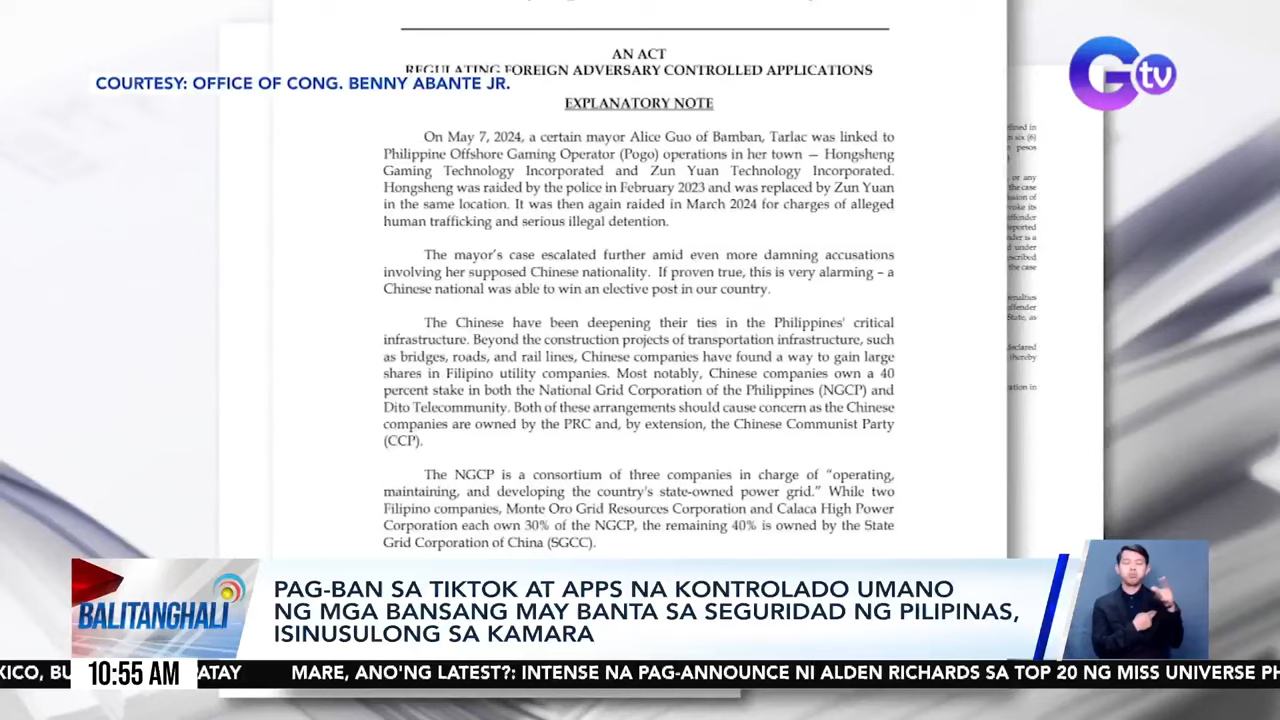 AN ACT
REGULATING FOREIGN ADVERSARY CONTROLLED APPLICATIONS
COURTESY: OFFICE OF CONG. BENNY ABANTE JR.
G tv
EXPLANATORY NOTE
On May 7, 2024, a certain mayor Alice Guo of Bamban, Tarlac was linked to
Philippine Offshore Gaming Operator (Pogo) operations in her town — Hongsheng
Gaming Technology Incorporated and Zun Yuan Technology Incorporated.
Hongsheng was raided by the police in February 2023 and was replaced by Zun Yuan
in the same location. It was then again raided in March 2024 for charges of alleged
human trafficking and serious illegal detention.
The mayor's case escalated further amid even more damning accusations
involving her supposed Chinese nationality. If proven true, this is very alarming – a
Chinese national was able to win an elective post in our country.
The Chinese have been deepening their ties in the Philippines' critical
infrastructure. Beyond the construction projects of transportation infrastructure, such
as bridges, roads, and rail lines, Chinese companies have found a way to gain large
shares in Filipino utility companies. Most notably, Chinese companies own a 40
percent stake in both the National Grid Corporation of the Philippines (NGCP) and
Dito Telecommunity. Both of these arrangements should cause concern as the Chinese
companies are owned by the PRC and, by extension, the Chinese Communist Party
(CCP).
The NGCP is a consortium of three companies in charge of "operating,
maintaining, and developing the country's state-owned power grid." While two
Filipino companies, Monte Oro Grid Resources Corporation and Calaca High Power
Corporation each own 30% of the NGCP, the remaining 40% is owned by the State
Grid Corporation of China (SGCC).
BALITANGHALI
PAG-BAN SA TIKTOK AT APPS NA KONTROLADO UMANO
NG MGA BANSANG MAY BANTA SA SEGURIDAD NG PILIPINAS,
ISINUSULONG SA KAMARA
10:55 AM
MARE, ANO'NG LATEST?: INTENSE NA PAG-ANNOUNCE NI ALDEN RICHARDS SA TOP 20 NG MISS UNIVERSE PH